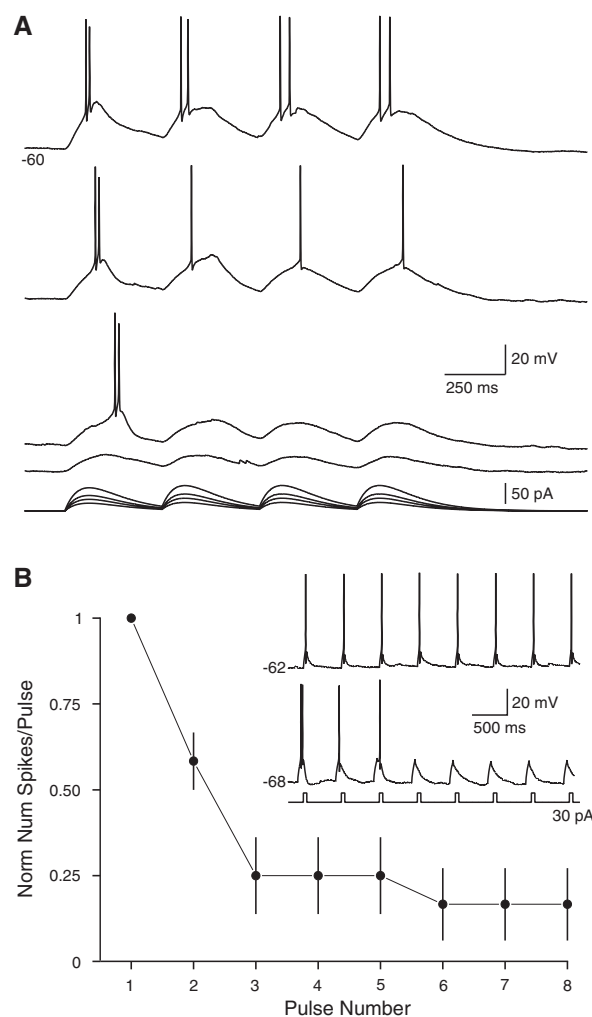 A
-60
20 mV
250 ms
50 pA
B
1
0.75
0.50
0.25
0
Norm Num Spikes/Pulse
-62
20 mV
500 ms
-68
30 pA
1 2 3 4 5 6 7 8
Pulse Number